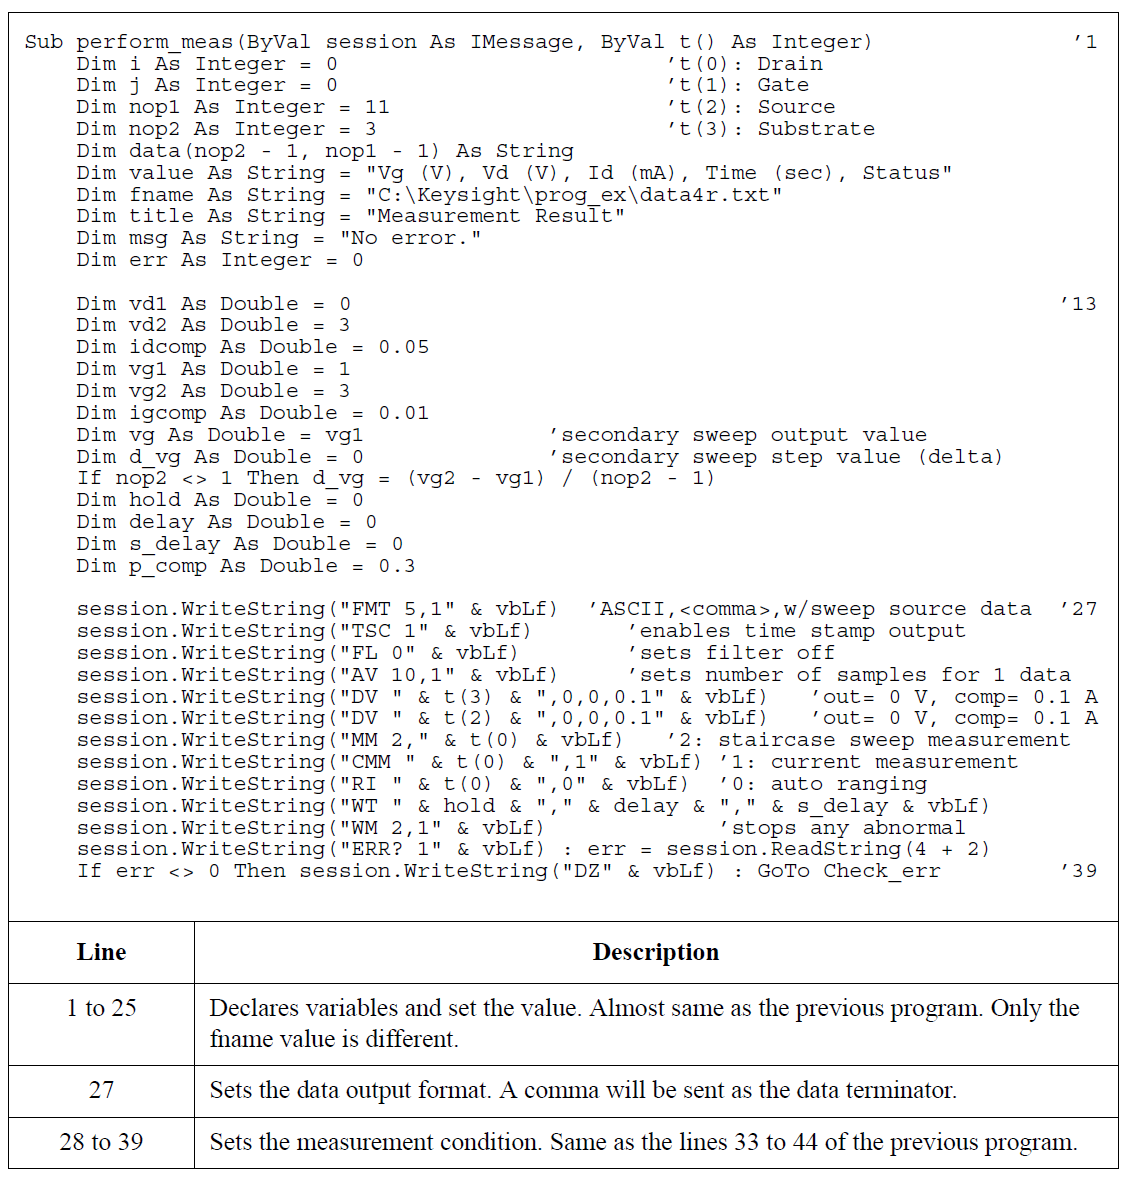 Sub perform_meas(ByVal session As IMessage, ByVal t() As Integer) ’1
Dim i As Integer = 0 ’t(0): Drain
Dim j As Integer = 0 ’t(1): Gate
Dim nop1 As Integer = 11 ’t(2): Source
Dim nop2 As Integer = 3 ’t(3): Substrate
Dim data(nop2 - 1, nop1 - 1) As String
Dim value As String = "Vg (V), Vd (V), Id (mA), Time (sec), Status"
Dim fname As String = "C:\Keysight\prog_ex\data4r.txt"
Dim title As String = "Measurement Result"
Dim msg As String = "No error."
Dim err As Integer = 0
Dim vd1 As Double = 0 ’13
Dim vd2 As Double = 3
Dim idcomp As Double = 0.05
Dim vg1 As Double = 1
Dim vg2 As Double = 3
Dim igcomp As Double = 0.01
Dim vg As Double = vg1 ’secondary sweep output value
Dim d_vg As Double = 0 ’secondary sweep step value (delta)
If nop2 <> 1 Then d_vg = (vg2 - vg1) / (nop2 - 1)
Dim hold As Double = 0
Dim delay As Double = 0
Dim s_delay As Double = 0
Dim p_comp As Double = 0.3
session.WriteString("FMT 5,1" & vbLf) ’ASCII,<comma>,w/sweep source data ’27
session.WriteString("TSC 1" & vbLf) ’enables time stamp output
session.WriteString("FL 0" & vbLf) ’sets filter off
session.WriteString("AV 10,1" & vbLf) ’sets number of samples for 1 data
session.WriteString("DV " & t(3) & ",0,0,0.1" & vbLf) ’out= 0 V, comp= 0.1 A
session.WriteString("DV " & t(2) & ",0,0,0.1" & vbLf) ’out= 0 V, comp= 0.1 A
session.WriteString("MM 2," & t(0) & vbLf) ’2: staircase sweep measurement
session.WriteString("CMM " & t(0) & ",1" & vbLf) ’1: current measurement
session.WriteString("RI " & t(0) & ",0" & vbLf) ’0: auto ranging
session.WriteString("WT " & hold & "," & delay & "," & s_delay & vbLf)
session.WriteString("WM 2,1" & vbLf) ’stops any abnormal
session.WriteString("ERR? 1" & vbLf) : err = session.ReadString(4 + 2)
If err <> 0 Then session.WriteString("DZ" & vbLf) : GoTo Check_err ’39
Line Description
1 to 25 Declares variables and set the value. Almost same as the previous program. Only the
fname value is different.
27 Sets the data output format. A comma will be sent as the data terminator.
28 to 39 Sets the measurement condition. Same as the lines 33 to 44 of the previous program.